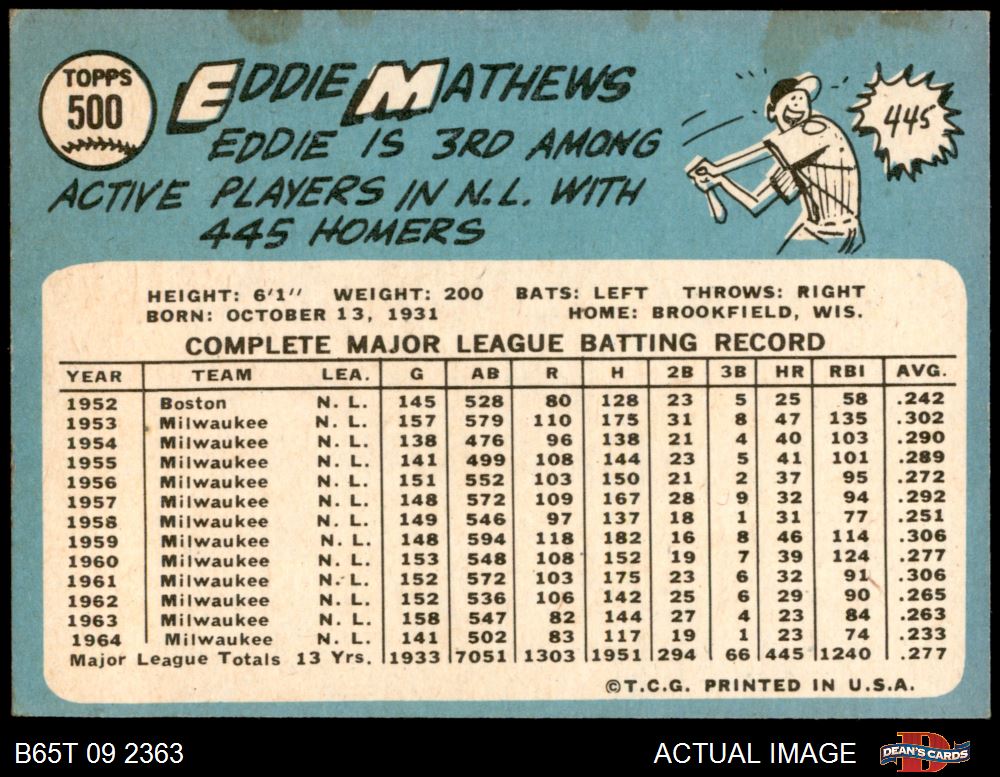 TOPPS
500
EDDIE MATHEWS
EDDIE IS 3RD AMONG
ACTIVE PLAYERS IN N.L. WITH
445 HOMERS
445
HEIGHT: 6'1" WEIGHT: 200 BATS: LEFT THROWS: RIGHT
BORN: OCTOBER 13, 1931 HOME: BROOKFIELD, WIS.
COMPLETE MAJOR LEAGUE BATTING RECORD
YEAR TEAM LEA. G AB R H 2B 3B HR RBI AVG.
1952 Boston N. L. 145 528 80 128 23 5 25 58 .242
1953 Milwaukee N. L. 157 579 110 175 31 8 47 135 .302
1954 Milwaukee N. L. 138 476 96 138 21 4 40 103 .290
1955 Milwaukee N. L. 141 499 108 144 23 5 41 101 .289
1956 Milwaukee N. L. 151 552 103 150 21 2 37 95 .272
1957 Milwaukee N. L. 148 572 109 167 28 9 32 94 .292
1958 Milwaukee N. L. 149 546 97 137 18 1 31 77 .251
1959 Milwaukee N. L. 148 594 118 182 16 8 46 114 .306
1960 Milwaukee N. L. 153 548 108 152 19 7 39 124 .277
1961 Milwaukee N. L. 152 572 103 175 23 6 32 91 .306
1962 Milwaukee N. L. 152 536 106 142 25 6 29 90 .265
1963 Milwaukee N. L. 158 547 82 144 27 4 23 84 .263
1964 Milwaukee N. L. 141 502 83 117 19 1 23 74 .233
Major League Totals 13 Yrs. 1933 7051 1303 1951 294 66 445 1240 .277
©T.C.G. PRINTED IN U.S.A.
B65T 09 2363 ACTUAL IMAGE DEAN'S CARDS